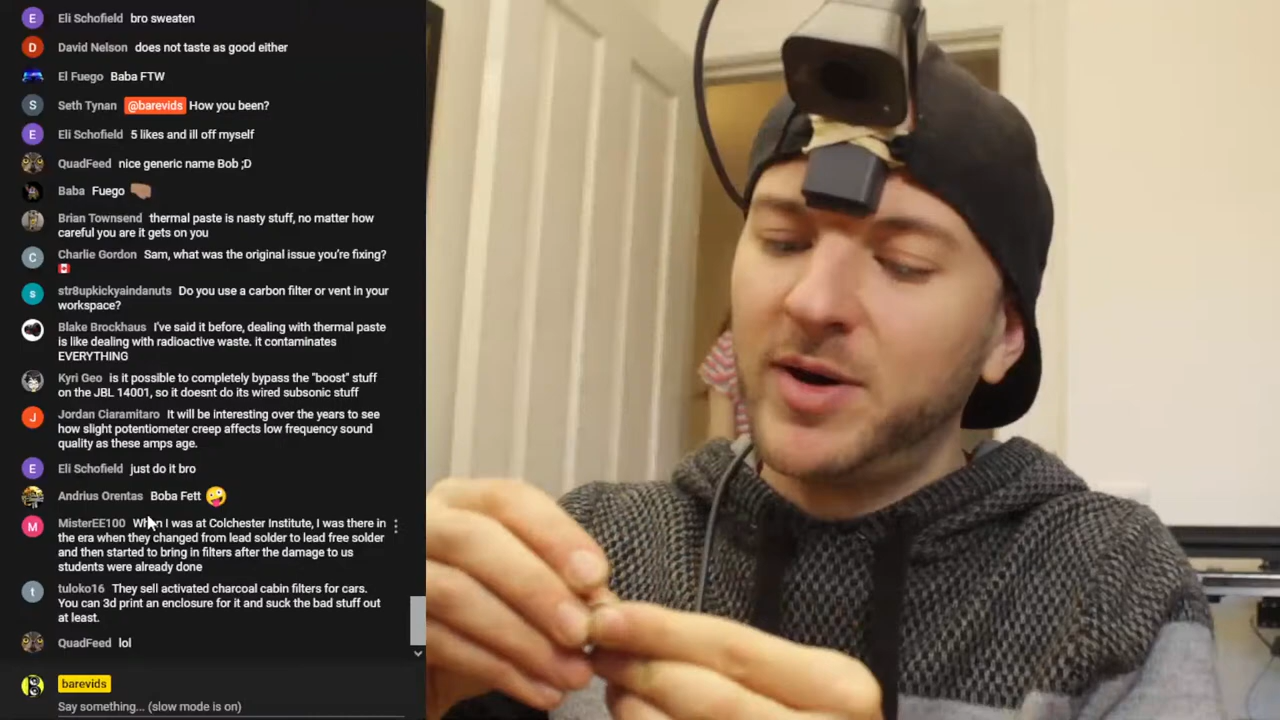 E Eli Schofield bro sweaten
D David Nelson does not taste as good either
El Fuego Baba FTW
S Seth Tynan @barevids How you been?
E Eli Schofield 5 likes and ill off myself
QuadFeed nice generic name Bob ;D
Baba Fuego 🤜🏽
Brian Townsend thermal paste is nasty stuff, no matter how
careful you are it gets on you
C Charlie Gordon Sam, what was the original issue you're fixing?
🇨🇦
s str8upkickyaindanuts Do you use a carbon filter or vent in your
workspace?
Blake Brockhaus I've said it before, dealing with thermal paste
is like dealing with radioactive waste. it contaminates
EVERYTHING
Kyri Geo is it possible to completely bypass the "boost" stuff
on the JBL 14001, so it doesnt do its wired subsonic stuff
J Jordan Ciaramitaro It will be interesting over the years to see
how slight potentiometer creep affects low frequency sound
quality as these amps age.
E Eli Schofield just do it bro
Andrius Orentas Boba Fett 🤪
M MisterEE100 When I was at Colchester Institute, I was there in
the era when they changed from lead solder to lead free solder
and then started to bring in filters after the damage to us
students were already done
t tuloko16 They sell activated charcoal cabin filters for cars.
You can 3d print an enclosure for it and suck the bad stuff out
at least.
QuadFeed lol
barevids
Say something... (slow mode is on)